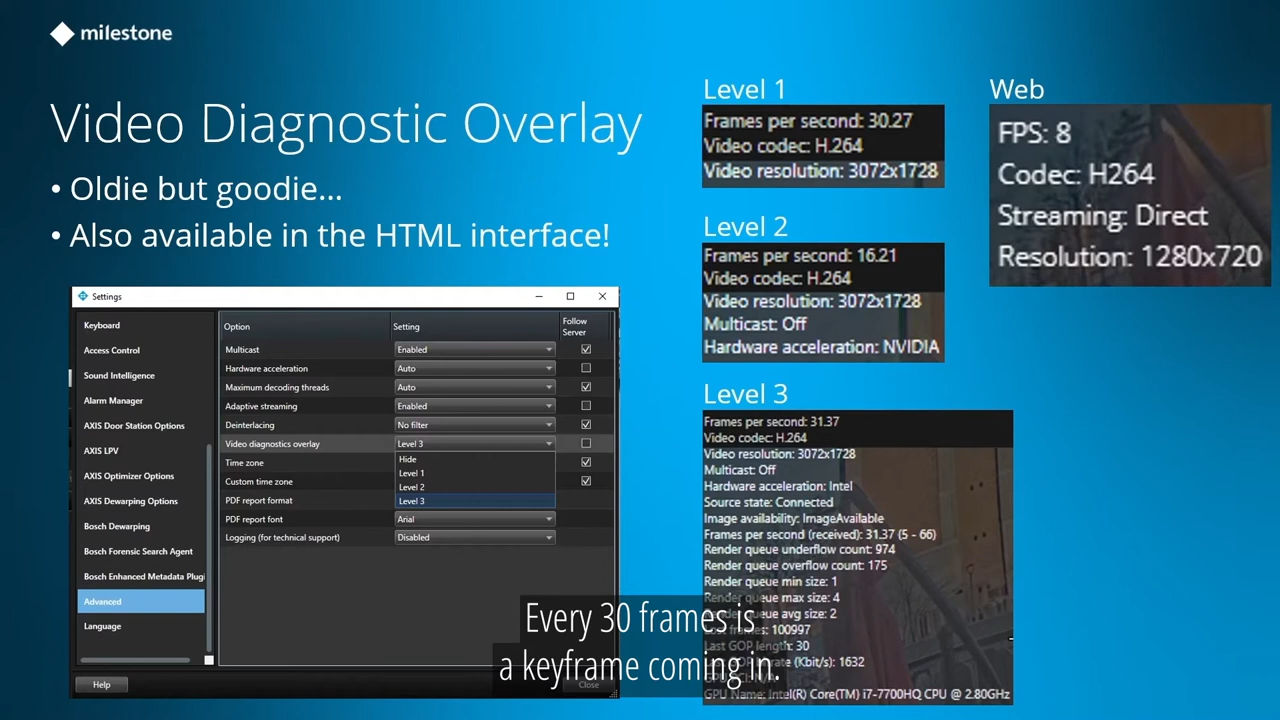 milestone
Video Diagnostic Overlay
• Oldie but goodie...
• Also available in the HTML interface!
Settings
Keyboard
Access Control
Sound Intelligence
Alarm Manager
AXIS Door Station Options
AXIS LPV
AXIS Optimizer Options
AXIS Dewarping Options
Bosch Dewarping
Bosch Forensic Search Agent
Bosch Enhanced Metadata Plugi
Advanced
Language
Option Setting Follow Server
Multicast Enabled
Hardware acceleration Auto
Maximum decoding threads Auto
Adaptive streaming Enabled
Deinterlacing No filter
Video diagnostics overlay Level 3
Hide
Level 1
Level 2
Level 3
Time zone
Custom time zone
PDF report format
PDF report font Arial
Logging (for technical support) Disabled
Help
Close
Level 1
Frames per second: 30.27
Video codec: H.264
Video resolution: 3072x1728
Level 2
Frames per second: 16.21
Video codec: H.264
Video resolution: 3072x1728
Multicast: Off
Hardware acceleration: NVIDIA
Level 3
Frames per second: 31.37
Video codec: H.264
Video resolution: 3072x1728
Multicast: Off
Hardware acceleration: Intel
Source state: Connected
Image availability: ImageAvailable
Frames per second (received): 31.37 (5 - 66)
Render queue underflow count: 974
Render queue overflow count: 175
Render queue min size: 1
Render queue max size: 4
Render queue avg size: 2
Lost frames: 100997
Last GOP length: 30
Last GOP rate (Kbit/s): 1632
GPU Name: Intel(R) Core(TM) i7-7700HQ CPU @ 2.80GHz
Web
FPS: 8
Codec: H264
Streaming: Direct
Resolution: 1280x720
Every 30 frames is
a keyframe coming in.